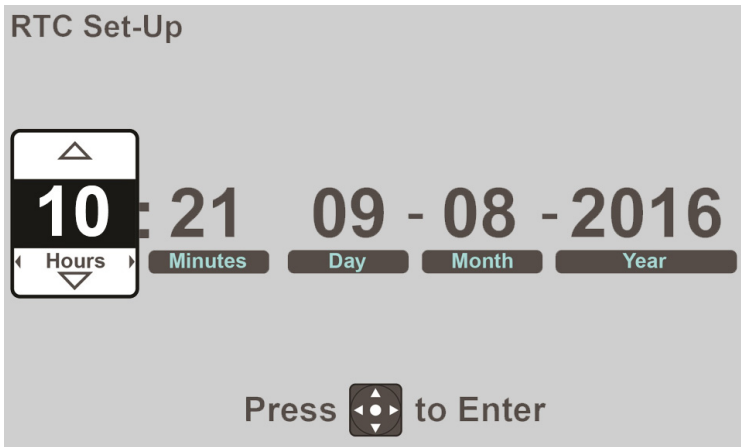 RTC Set-Up
10 : 21 09 - 08 - 2016
Hours Minutes Day Month Year
Press to Enter